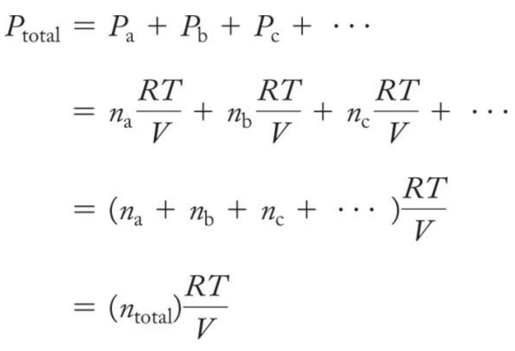 P_total = P_a + P_b + P_c + ···
= n_a RT/V + n_b RT/V + n_c RT/V + ···
= (n_a + n_b + n_c + ··· ) RT/V
= (n_total) RT/V